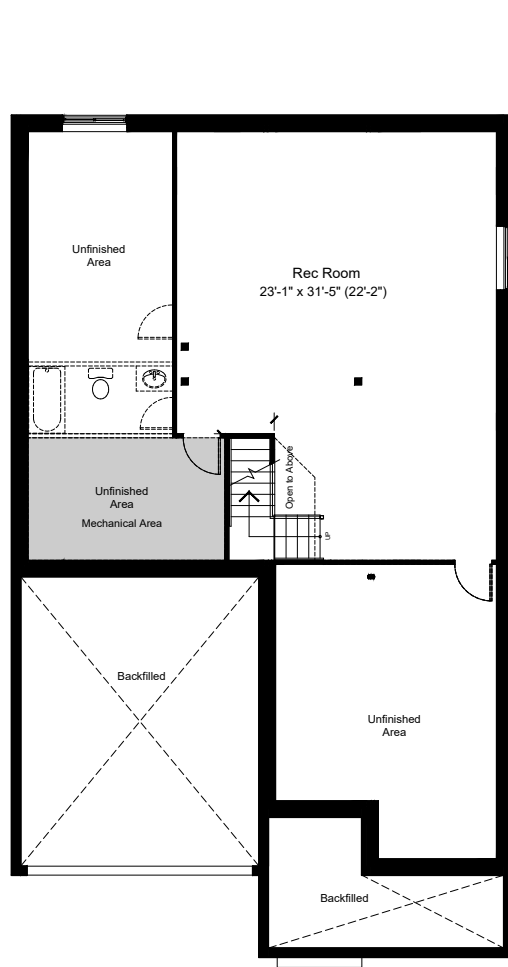 Unfinished
Area
Rec Room
23'-1" x 31'-5" (22'-2")
Unfinished
Area
Mechanical Area
Open to Above
UP
Backfilled
Unfinished
Area
Backfilled